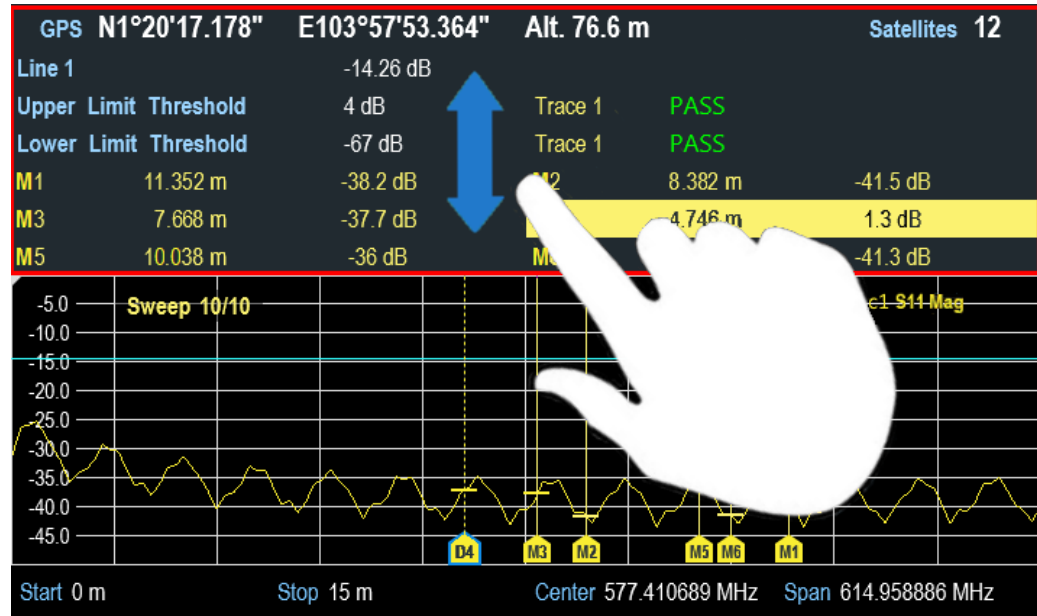 GPS N1°20'17.178" E103°57'53.364" Alt. 76.6 m Satellites 12
Line 1 -14.26 dB
Upper Limit Threshold 4 dB Trace 1 PASS
Lower Limit Threshold -67 dB Trace 1 PASS
M1 11.352 m -38.2 dB M2 8.382 m -41.5 dB
M3 7.668 m -37.7 dB 4.746 m 1.3 dB
M5 10.038 m -36 dB -41.3 dB
-5.0 Sweep 10/10 S11 Mag
-10.0
-15.0
-20.0
-25.0
-30.0
-35.0
-40.0
-45.0
D4 M3 M2 M5 M6 M1
Start 0 m Stop 15 m Center 577.410689 MHz Span 614.958886 MHz